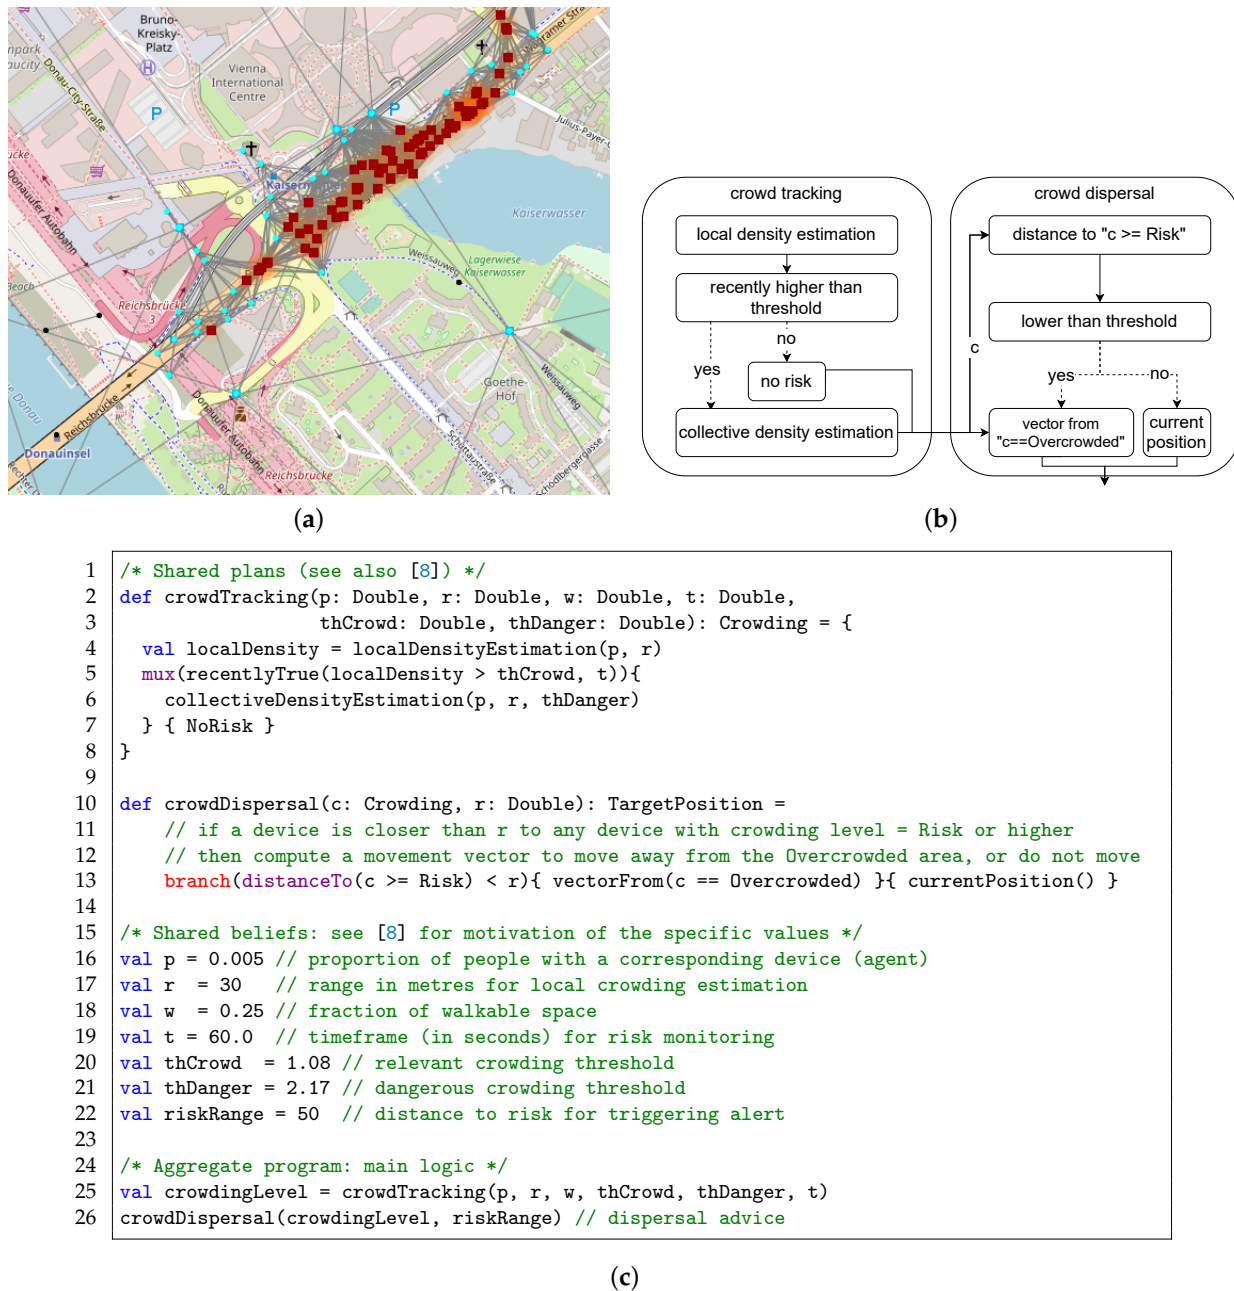 Bruno-
Kreisky-
Platz
Donau-City-Straße
Vienna
International
Centre
P
P
H
Wagramer
Kaiserwasser
Lagerwiese
Kaiserwasser
Weissauweg
Weissauweg
Goethe-
Hof
Schüttaustraße
Schödlbergergasse
Donauufer Autobahn
Donauufer Autobahn
Reichsbrücke
3
Reichsbrücke
Reichsbrücke
Beach
Donauinsel
(a)
crowd tracking
local density estimation
recently higher than
threshold
no
yes
no risk
collective density estimation
c
crowd dispersal
distance to "c >= Risk"
lower than threshold
yes
no
vector from
"c==Overcrowded"
current
position
(b)
1 /* Shared plans (see also [8]) */
2 def crowdTracking(p: Double, r: Double, w: Double, t: Double,
3 thCrowd: Double, thDanger: Double): Crowding = {
4 val localDensity = localDensityEstimation(p, r)
5 mux(recentlyTrue(localDensity > thCrowd, t)){
6 collectiveDensityEstimation(p, r, thDanger)
7 } { NoRisk }
8 }
9
10 def crowdDispersal(c: Crowding, r: Double): TargetPosition =
11 // if a device is closer than r to any device with crowding level = Risk or higher
12 // then compute a movement vector to move away from the Overcrowded area, or do not move
13 branch(distanceTo(c >= Risk) < r){ vectorFrom(c == Overcrowded) }{ currentPosition() }
14
15 /* Shared beliefs: see [8] for motivation of the specific values */
16 val p = 0.005 // proportion of people with a corresponding device (agent)
17 val r = 30 // range in metres for local crowding estimation
18 val w = 0.25 // fraction of walkable space
19 val t = 60.0 // timeframe (in seconds) for risk monitoring
20 val thCrowd = 1.08 // relevant crowding threshold
21 val thDanger = 2.17 // dangerous crowding threshold
22 val riskRange = 50 // distance to risk for triggering alert
23
24 /* Aggregate program: main logic */
25 val crowdingLevel = crowdTracking(p, r, w, thCrowd, thDanger, t)
26 crowdDispersal(crowdingLevel, riskRange) // dispersal advice
(c)